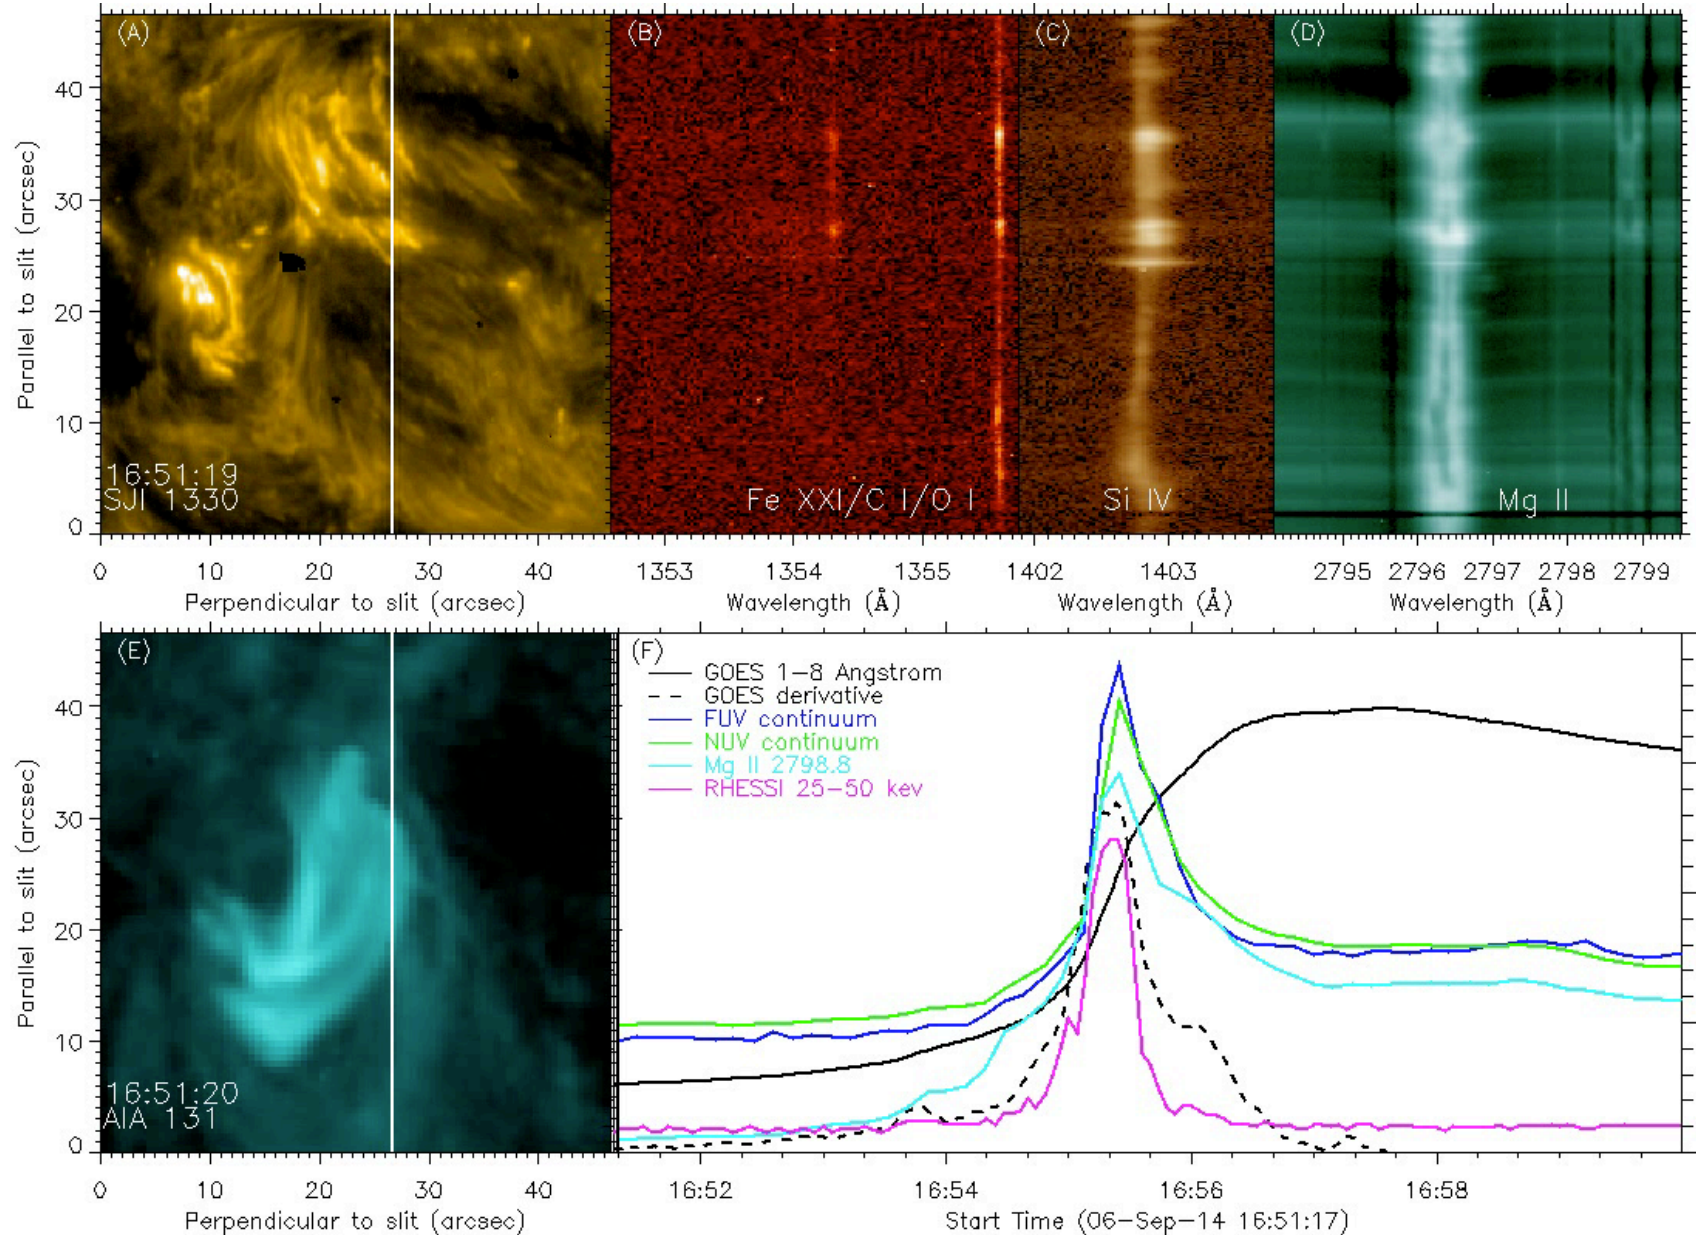 (A)
(B)
(C)
(D)
Parallel to slit (arcsec)
40
30
20
10
0
16:51:19
SJI 1330
Fe XXI/C I/O I
Si IV
Mg II
0 10 20 30 40
1353 1354 1355
1402 1403
2795 2796 2797 2798 2799
Perpendicular to slit (arcsec)
Wavelength (Å)
Wavelength (Å)
Wavelength (Å)
(E)
(F)
GOES 1-8 Angstrom
GOES derivative
FUV continuum
NUV continuum
Mg II 2798.8
RHESSI 25-50 kev
Parallel to slit (arcsec)
40
30
20
10
0
16:51:20
AIA 131
0 10 20 30 40
16:52 16:54 16:56 16:58
Perpendicular to slit (arcsec)
Start Time (06-Sep-14 16:51:17)